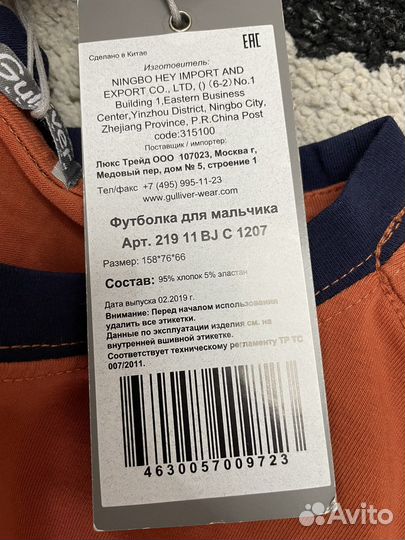 Gulliver
Сделано в Китае
EAC
Изготовитель:
NINGBO HEY IMPORT AND
EXPORT CO., LTD, () (6-2) No.1
Building 1,Eastern Business
Center,Yinzhou District, Ningbo City,
Zhejiang Province, P.R.China Post
code:315100
Поставщик / импортер:
Люкс Трейд ООО 107023, Москва г,
Медовый пер, дом № 5, строение 1
Тел/факс +7 (495) 995-11-23
www.gulliver-wear.com
Футболка для мальчика
Арт. 219 11 BJ C 1207
Размер: 158*76*66
Состав: 95% хлопок 5% эластан
Дата выпуска 02.2019 г.
Внимание: Перед началом использования
удалить все этикетки.
Данные по эксплуатации изделия см. на
внутренней вшивной этикетке.
Соответствует техническому регламенту ТР ТС
007/2011.
4630057009723
Avito